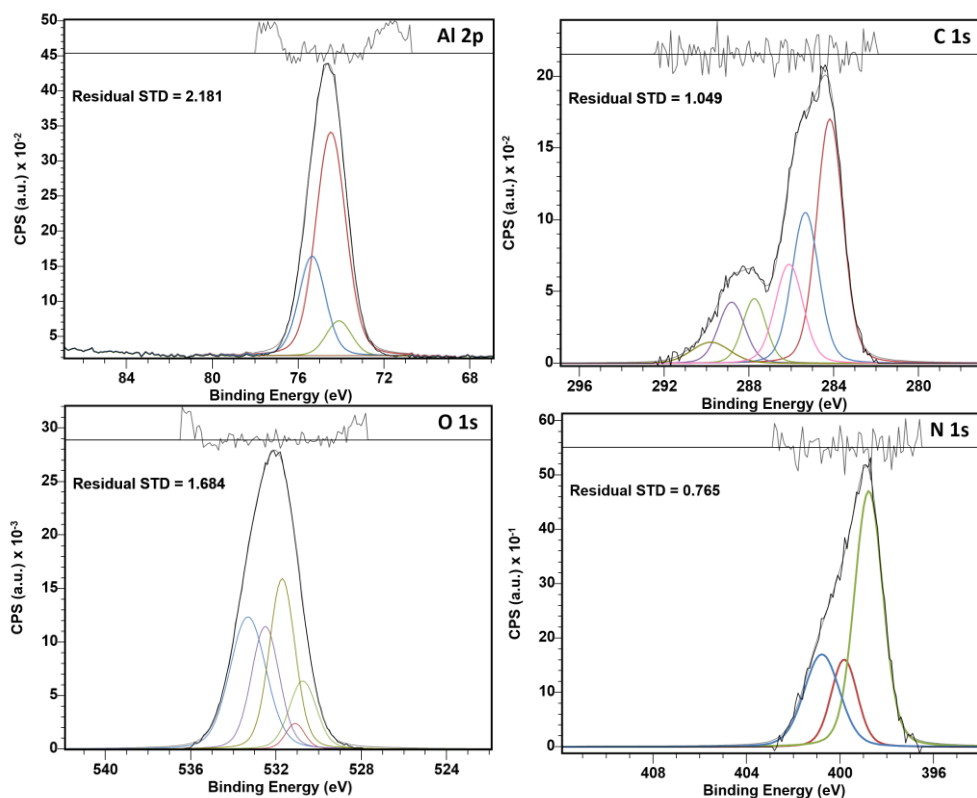 Al 2p
Residual STD = 2.181
CPS (a.u.) x 10⁻²
50
45
40
35
30
25
20
15
10
5
84 80 76 72 68
Binding Energy (eV)
C 1s
Residual STD = 1.049
CPS (a.u.) x 10⁻²
20
15
10
5
0
296 292 288 284 280
Binding Energy (eV)
O 1s
Residual STD = 1.684
CPS (a.u.) x 10⁻³
30
25
20
15
10
5
0
540 536 532 528 524
Binding Energy (eV)
N 1s
Residual STD = 0.765
CPS (a.u.) x 10⁻¹
60
50
40
30
20
10
0
408 404 400 396
Binding Energy (eV)